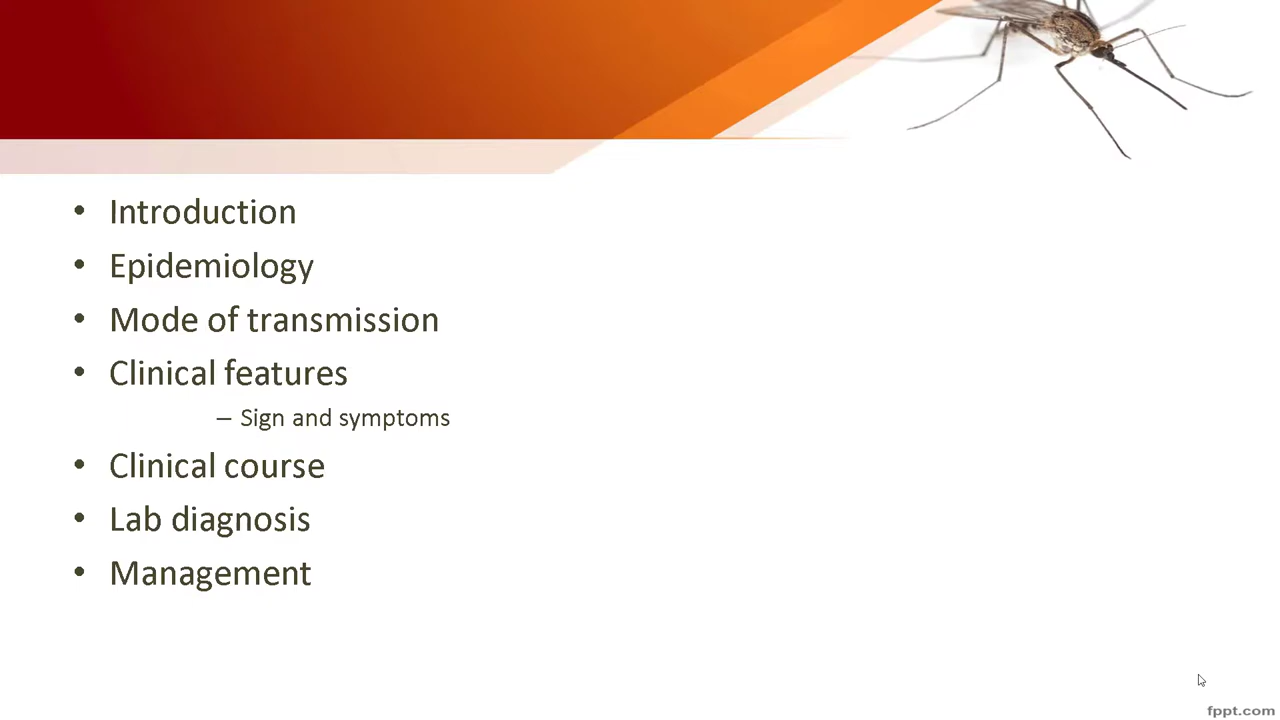 • Introduction
• Epidemiology
• Mode of transmission
• Clinical features
– Sign and symptoms
• Clinical course
• Lab diagnosis
• Management
fppt.com